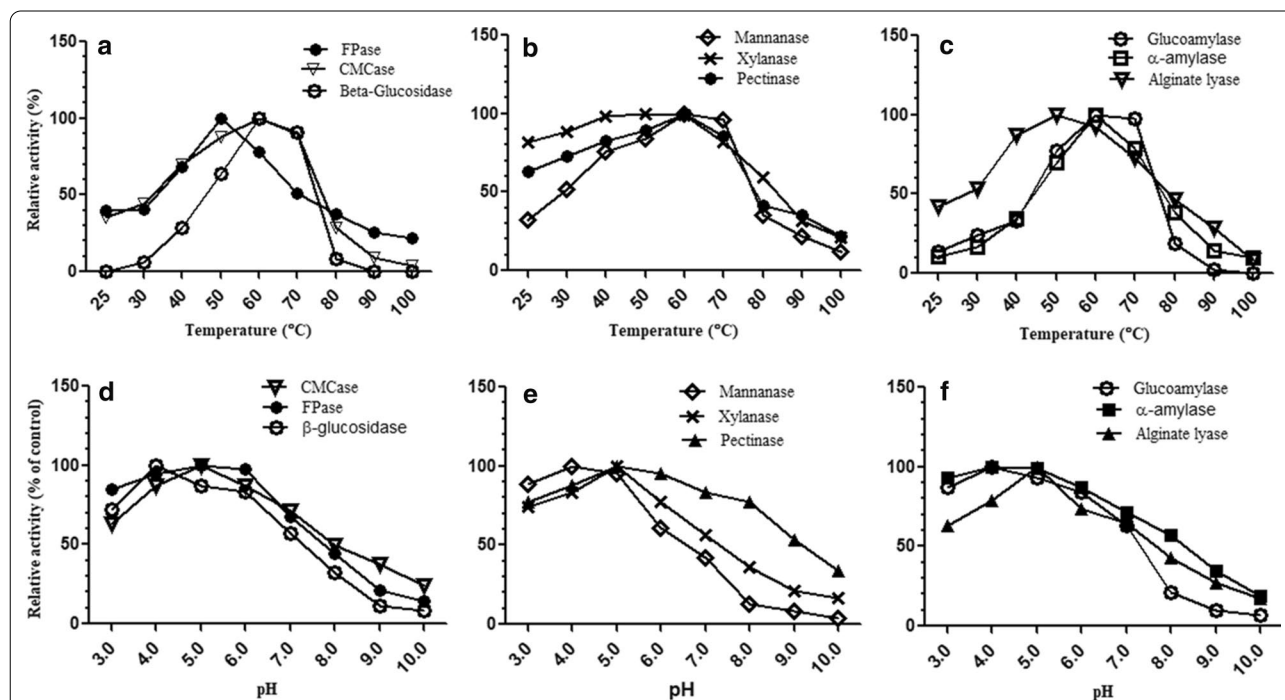 a
FPase
CMCase
Beta-Glucosidase
Relative activity (%)
150
100
50
0
25 30 40 50 60 70 80 90 100
Temperature (°C)
b
Mannanase
Xylanase
Pectinase
150
100
50
0
25 30 40 50 60 70 80 90 100
Temperature (°C)
c
Glucoamylase
α-amylase
Alginate lyase
150
100
50
0
25 30 40 50 60 70 80 90 100
Temperature (°C)
d
CMCase
FPase
β-glucosidase
Relative activity (% of control)
150
100
50
0
3.0 4.0 5.0 6.0 7.0 8.0 9.0 10.0
pH
e
Mannanase
Xylanase
Pectinase
150
100
50
0
3.0 4.0 5.0 6.0 7.0 8.0 9.0 10.0
pH
f
Glucoamylase
α-amylase
Alginate lyase
150
100
50
0
3.0 4.0 5.0 6.0 7.0 8.0 9.0 10.0
pH